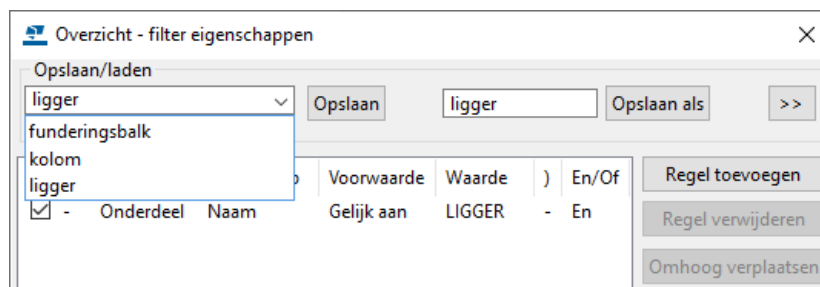 Overzicht - filter eigenschappen
Opslaan/laden
ligger Opslaan ligger Opslaan als >>
funderingsbalk
kolom
ligger
Voorwaarde Waarde ) En/Of Regel toevoegen
- Onderdeel Naam Gelijk aan LIGGER - En Regel verwijderen
Omhoog verplaatsen